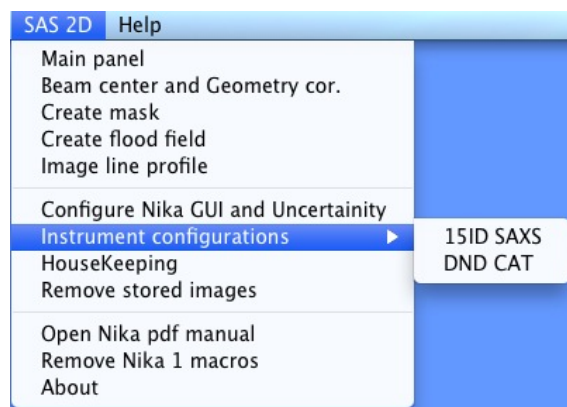 SAS 2D Help
Main panel
Beam center and Geometry cor.
Create mask
Create flood field
Image line profile
Configure Nika GUI and Uncertainity
Instrument configurations
15ID SAXS
HouseKeeping
DND CAT
Remove stored images
Open Nika pdf manual
Remove Nika 1 macros
About